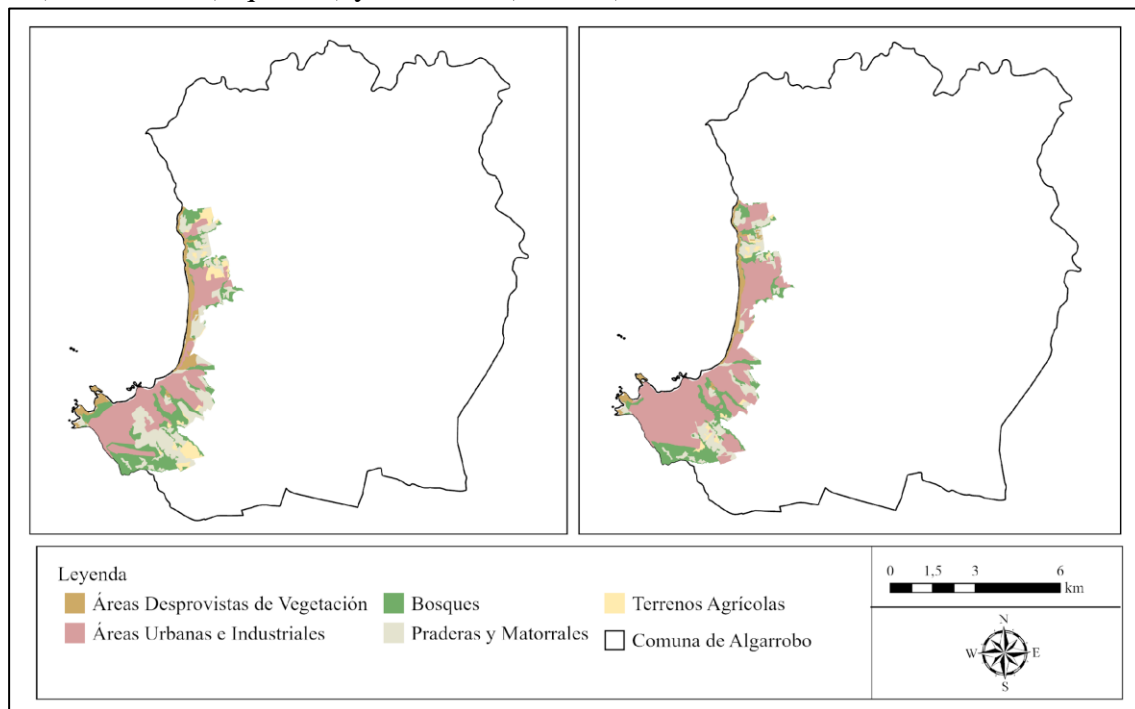 Leyenda
Áreas Desprovistas de Vegetación
Bosques
Terrenos Agrícolas
Áreas Urbanas e Industriales
Praderas y Matorrales
Comuna de Algarrobo
0 1,5 3 6
km
N
W E
S